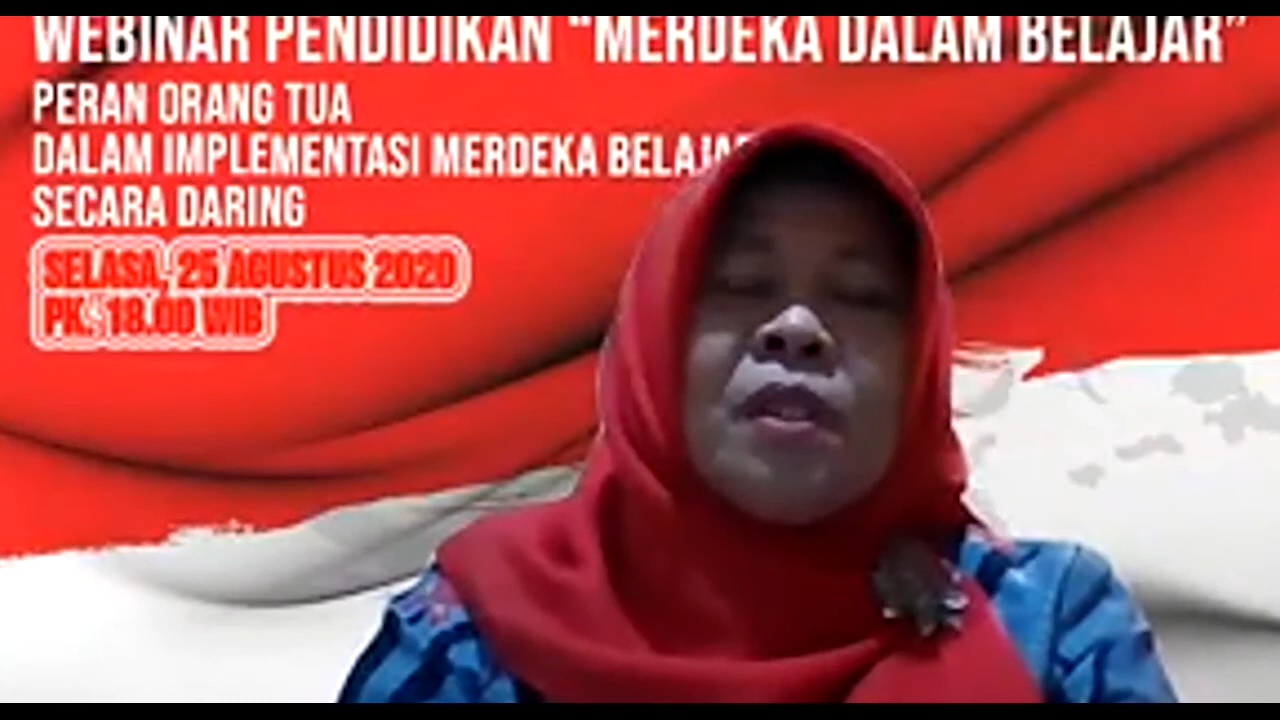 WEBINAR PENDIDIKAN “MERDEKA DALAM BELAJAR”
PERAN ORANG TUA
DALAM IMPLEMENTASI MERDEKA BELAJAR
SECARA DARING
SELASA, 25 AGUSTUS 2020
PK. 18.00 WIB